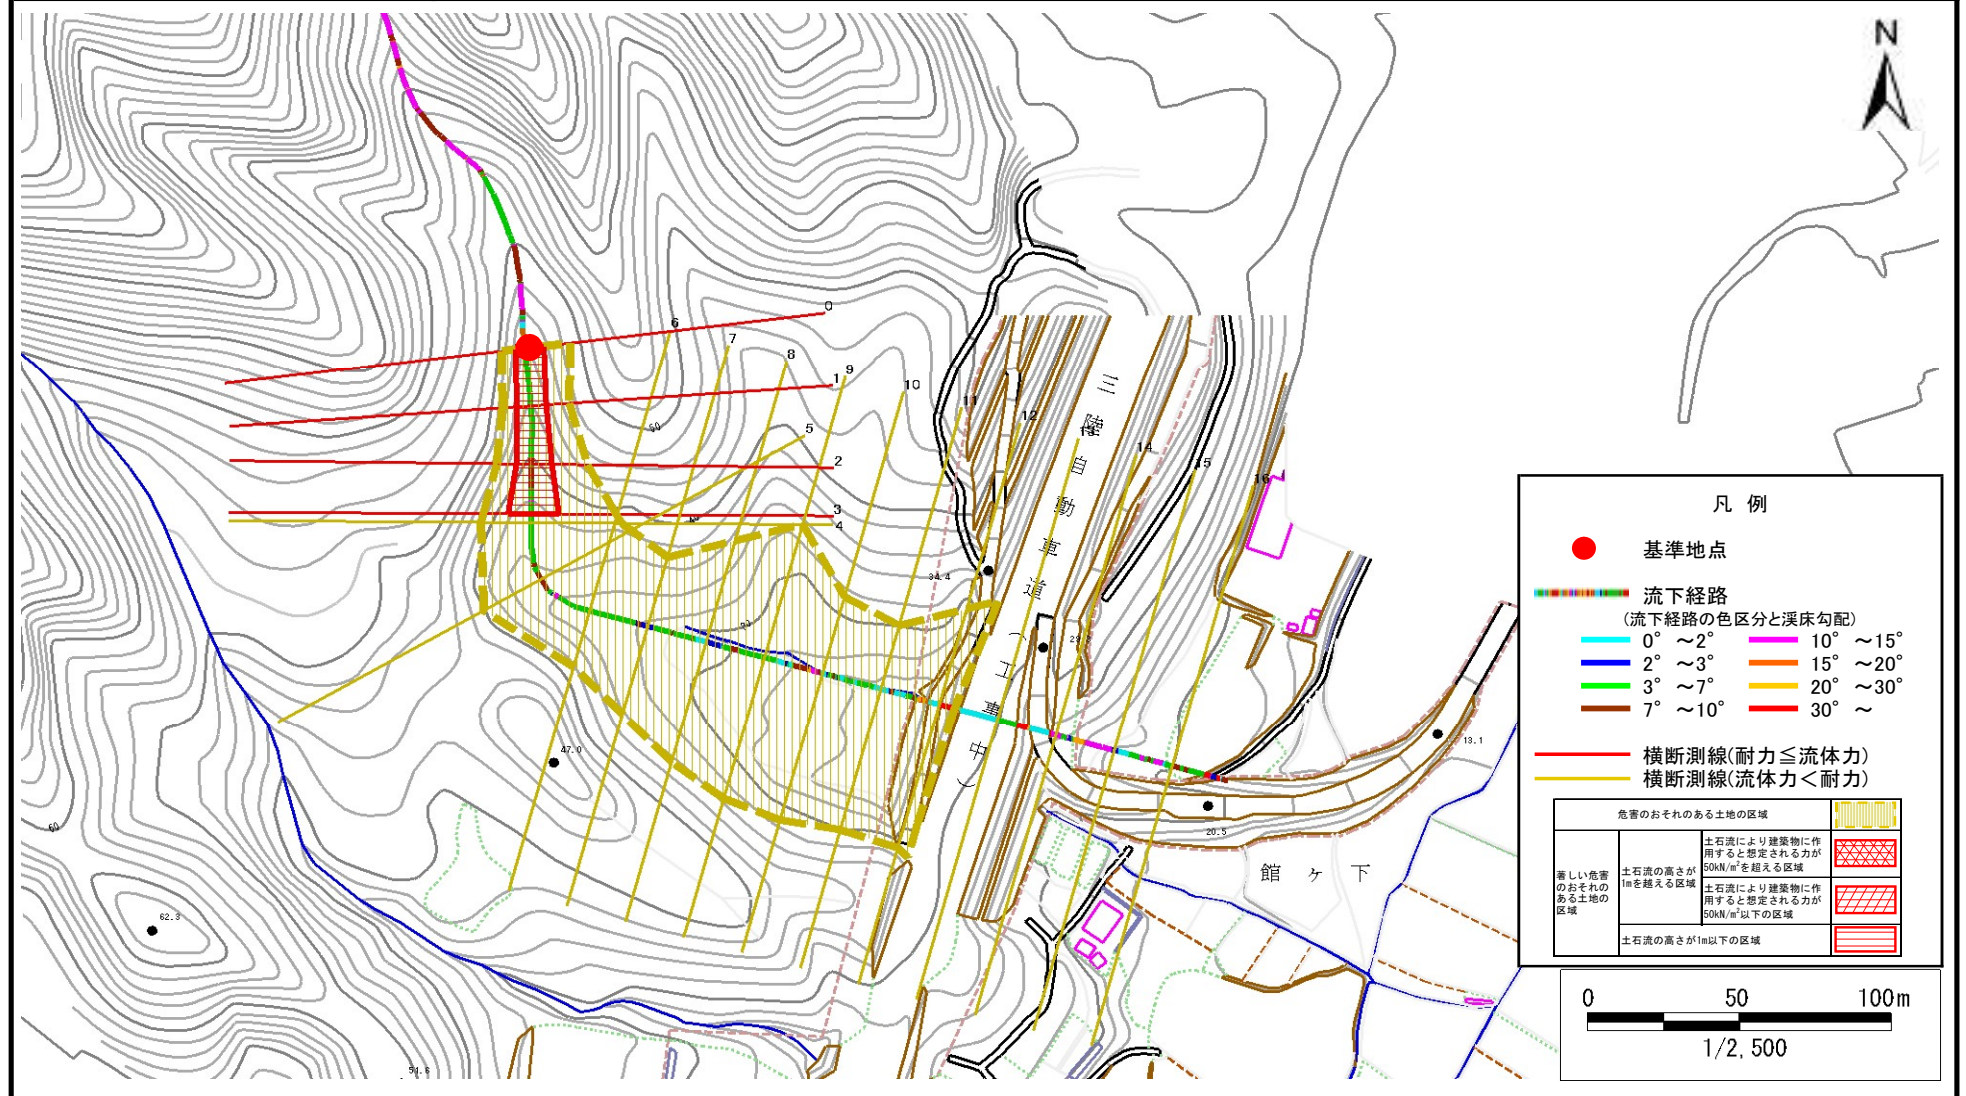 N
0
6
7
8
1
9
10
11
12
14
15
16
5
2
3
4
50
40
30
34.4
47.0
60
62.3
51.6
20.5
13.1
三陸自動車道(工事中)
館ヶ下
凡 例
基準地点
流下経路
(流下経路の色区分と渓床勾配)
0° ~2° 10° ~15°
2° ~3° 15° ~20°
3° ~7° 20° ~30°
7° ~10° 30° ~
横断測線(耐力≦流体力)
横断測線(流体力<耐力)
危害のおそれのある土地の区域
著しい危害
のおそれの
ある土地の
区域
土石流の高さが
1mを越える区域
土石流により建築物に作
用すると想定される力が
50kN/m²を超える区域
土石流により建築物に作
用すると想定される力が
50kN/m²以下の区域
土石流の高さが1m以下の区域
0 50 100m
1/2,500